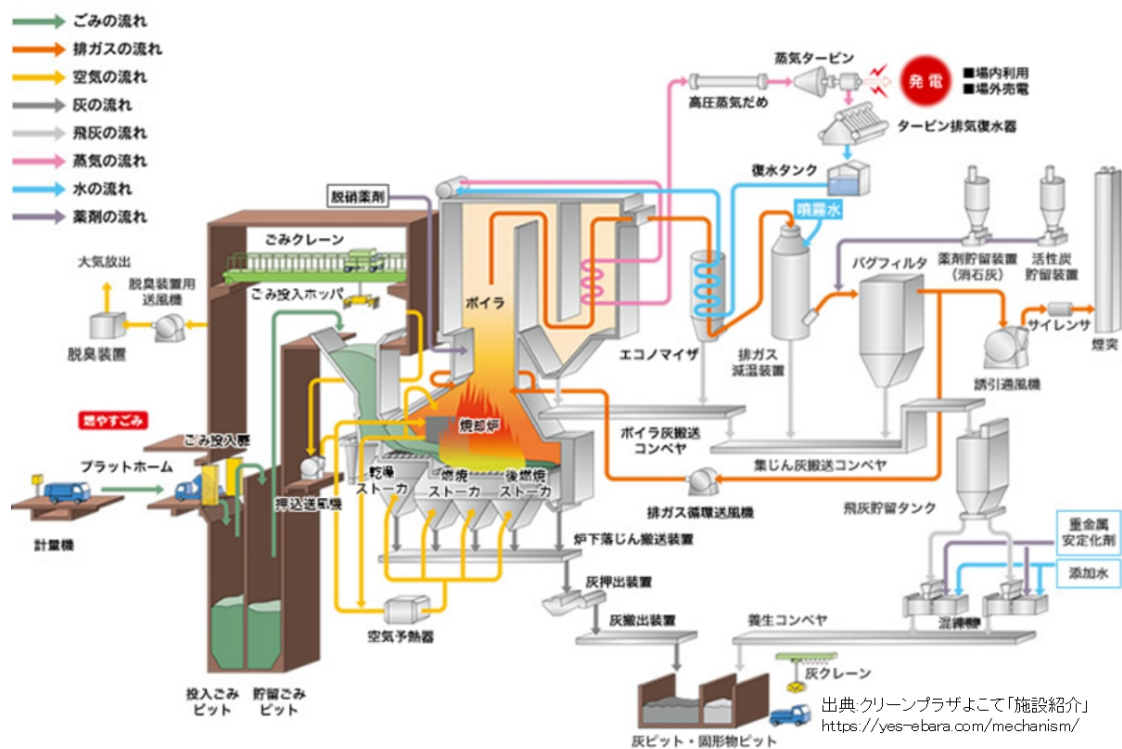 ごみの流れ
排ガスの流れ
空気の流れ
灰の流れ
飛灰の流れ
蒸気の流れ
水の流れ
薬剤の流れ
蒸気タービン
発電
■場内利用
■場外売電
高圧蒸気だめ
タービン排気復水器
復水タンク
脱硝薬剤
噴霧水
ごみクレーン
大気放出
脱臭装置用
送風機
ごみ投入ホッパ
ボイラ
バグフィルタ
薬剤貯留装置
(消石灰)
活性炭
貯留装置
サイレンサ
脱臭装置
エコノマイザ
排ガス
減温装置
誘引通風機
煙突
燃やすごみ
ごみ投入扉
焼却炉
ボイラ灰搬送
コンベヤ
プラットホーム
乾燥
ストーカ
燃焼
ストーカ
後燃焼
ストーカ
集じん灰搬送コンベヤ
押込送風機
排ガス循環送風機
飛灰貯留タンク
計量機
炉下落じん搬送装置
重金属
安定化剤
灰押出装置
添加水
空気予熱器
灰搬出装置
養生コンベヤ
混練機
灰クレーン
投入ごみ
ピット
貯留ごみ
ピット
灰ピット・固形物ピット
出典:クリーンプラザよこて「施設紹介」
https://yes-ebara.com/mechanism/